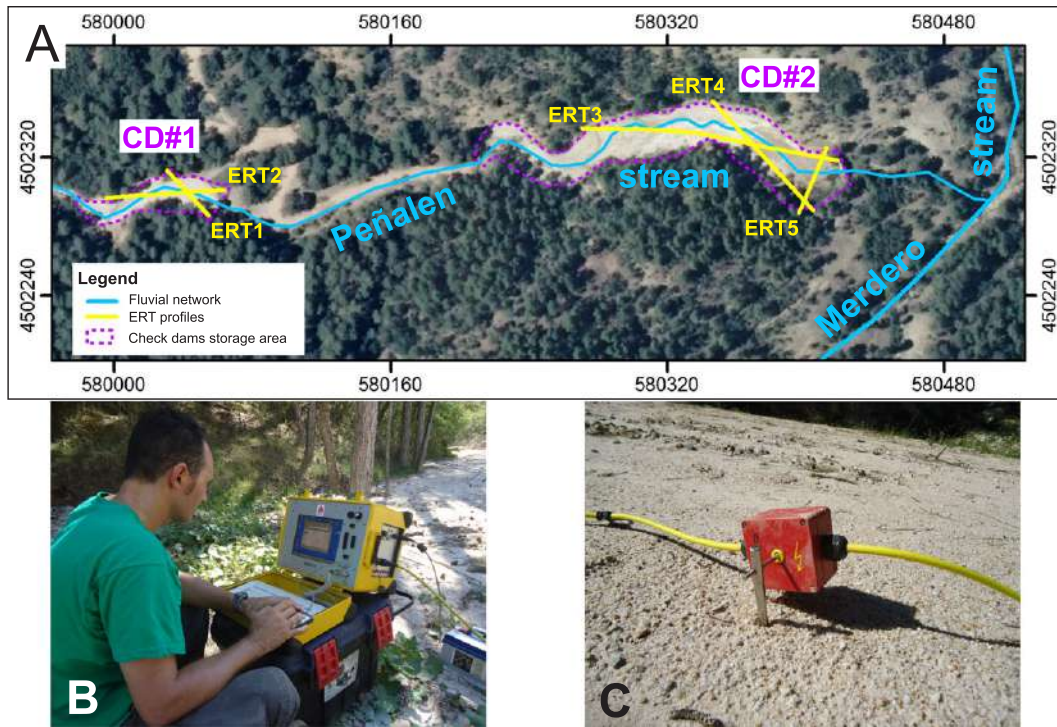 580000 580160 580320 580480
A
ERT4
CD#2
ERT3
CD#1
4502320
4502320
stream
ERT2
stream
ERT1
Peñalen
ERT5
Merdero
Legend
Fluvial network
ERT profiles
Check dams storage area
4502240
4502240
580000 580160 580320 580480
B
C